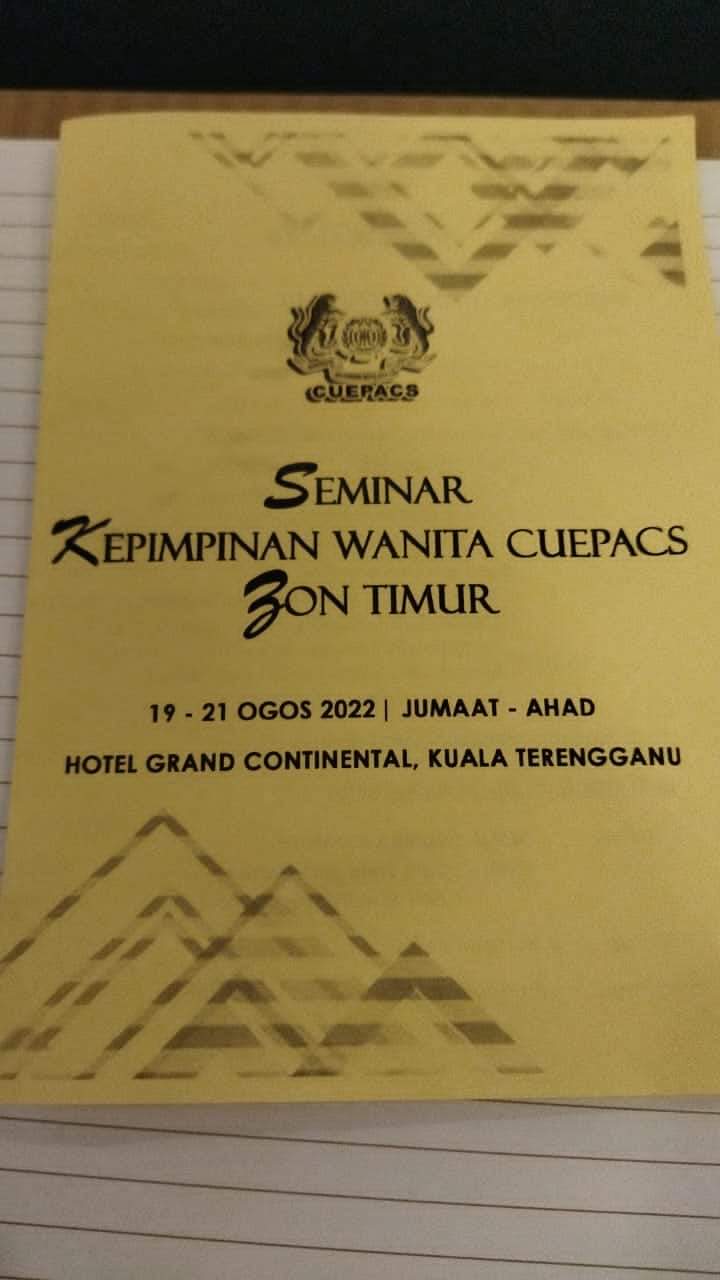 CUEPACS
SEMINAR
KEPIMPINAN WANITA CUEPACS
ZON TIMUR
19 - 21 OGOS 2022 | JUMAAT - AHAD
HOTEL GRAND CONTINENTAL, KUALA TERENGGANU